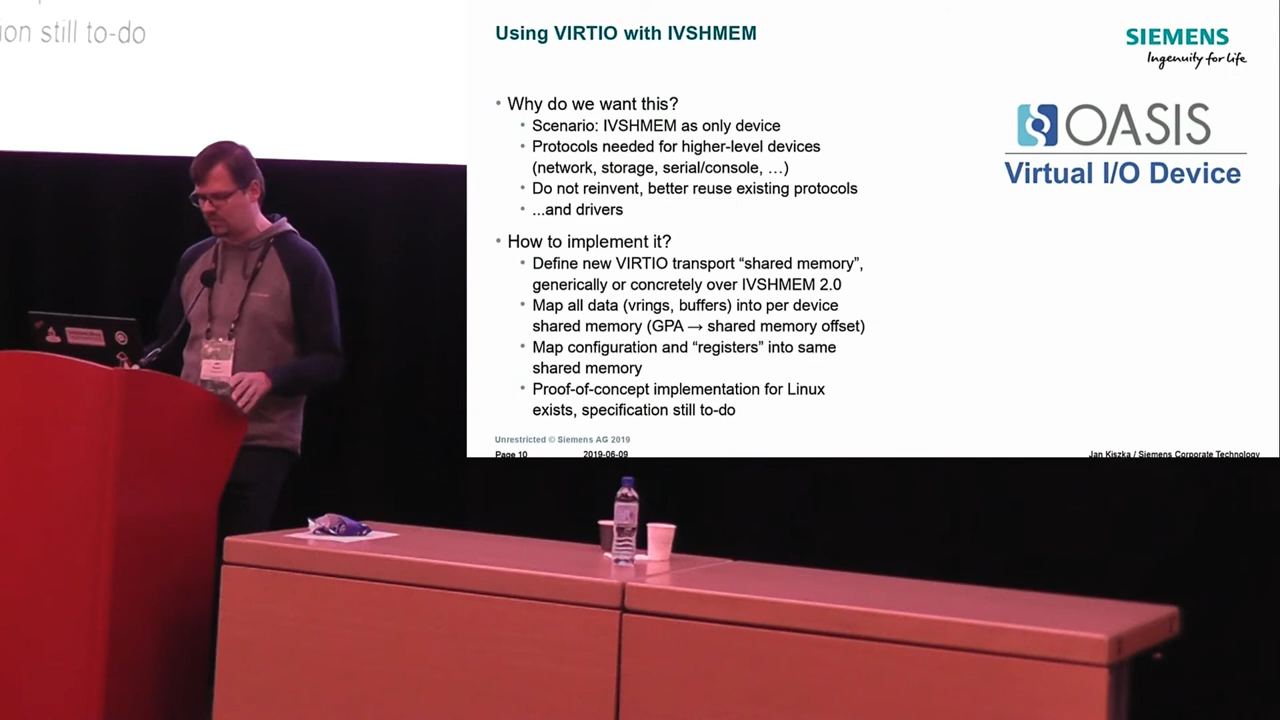 ion still to-do
Using VIRTIO with IVSHMEM
SIEMENS
Ingenuity for life
• Why do we want this?
• Scenario: IVSHMEM as only device
• Protocols needed for higher-level devices
(network, storage, serial/console, …)
• Do not reinvent, better reuse existing protocols
• ...and drivers
• How to implement it?
• Define new VIRTIO transport “shared memory”,
generically or concretely over IVSHMEM 2.0
• Map all data (vrings, buffers) into per device
shared memory (GPA → shared memory offset)
• Map configuration and “registers” into same
shared memory
• Proof-of-concept implementation for Linux
exists, specification still to-do
OASIS
Virtual I/O Device
Unrestricted © Siemens AG 2019
Page 10 2019-06-09 Jan Kiszka / Siemens Corporate Technology